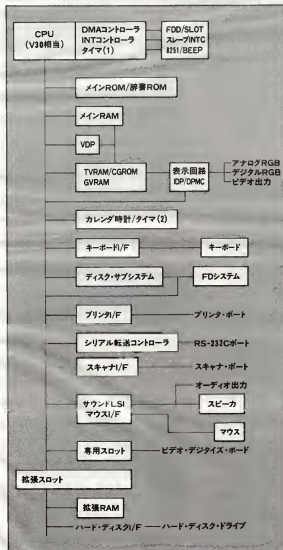 CPU
(V30相当)
DMAコントローラ
INTコントローラ
タイマ(1)
FDD/SLOT
スレーブINTC
8251/BEEP
メインROM/辞書ROM
メインRAM
VDP
TVRAM/CGROM
GVRAM
表示回路
IDP/DPMC
アナログRGB
デジタルRGB
ビデオ出力
カレンダ時計/タイマ(2)
キーボードI/F
キーボード
ディスク・サブシステム
FDシステム
プリンタI/F
プリンタ・ポート
シリアル転送コントローラ
RS-232Cポート
スキャナI/F
スキャナ・ポート
オーディオ出力
サウンドLSI
マウスI/F
スピーカ
マウス
専用スロット
ビデオ・デジタイズ・ボード
拡張スロット
拡張RAM
ハード・ディスクI/F
ハード・ディスク・ドライブ